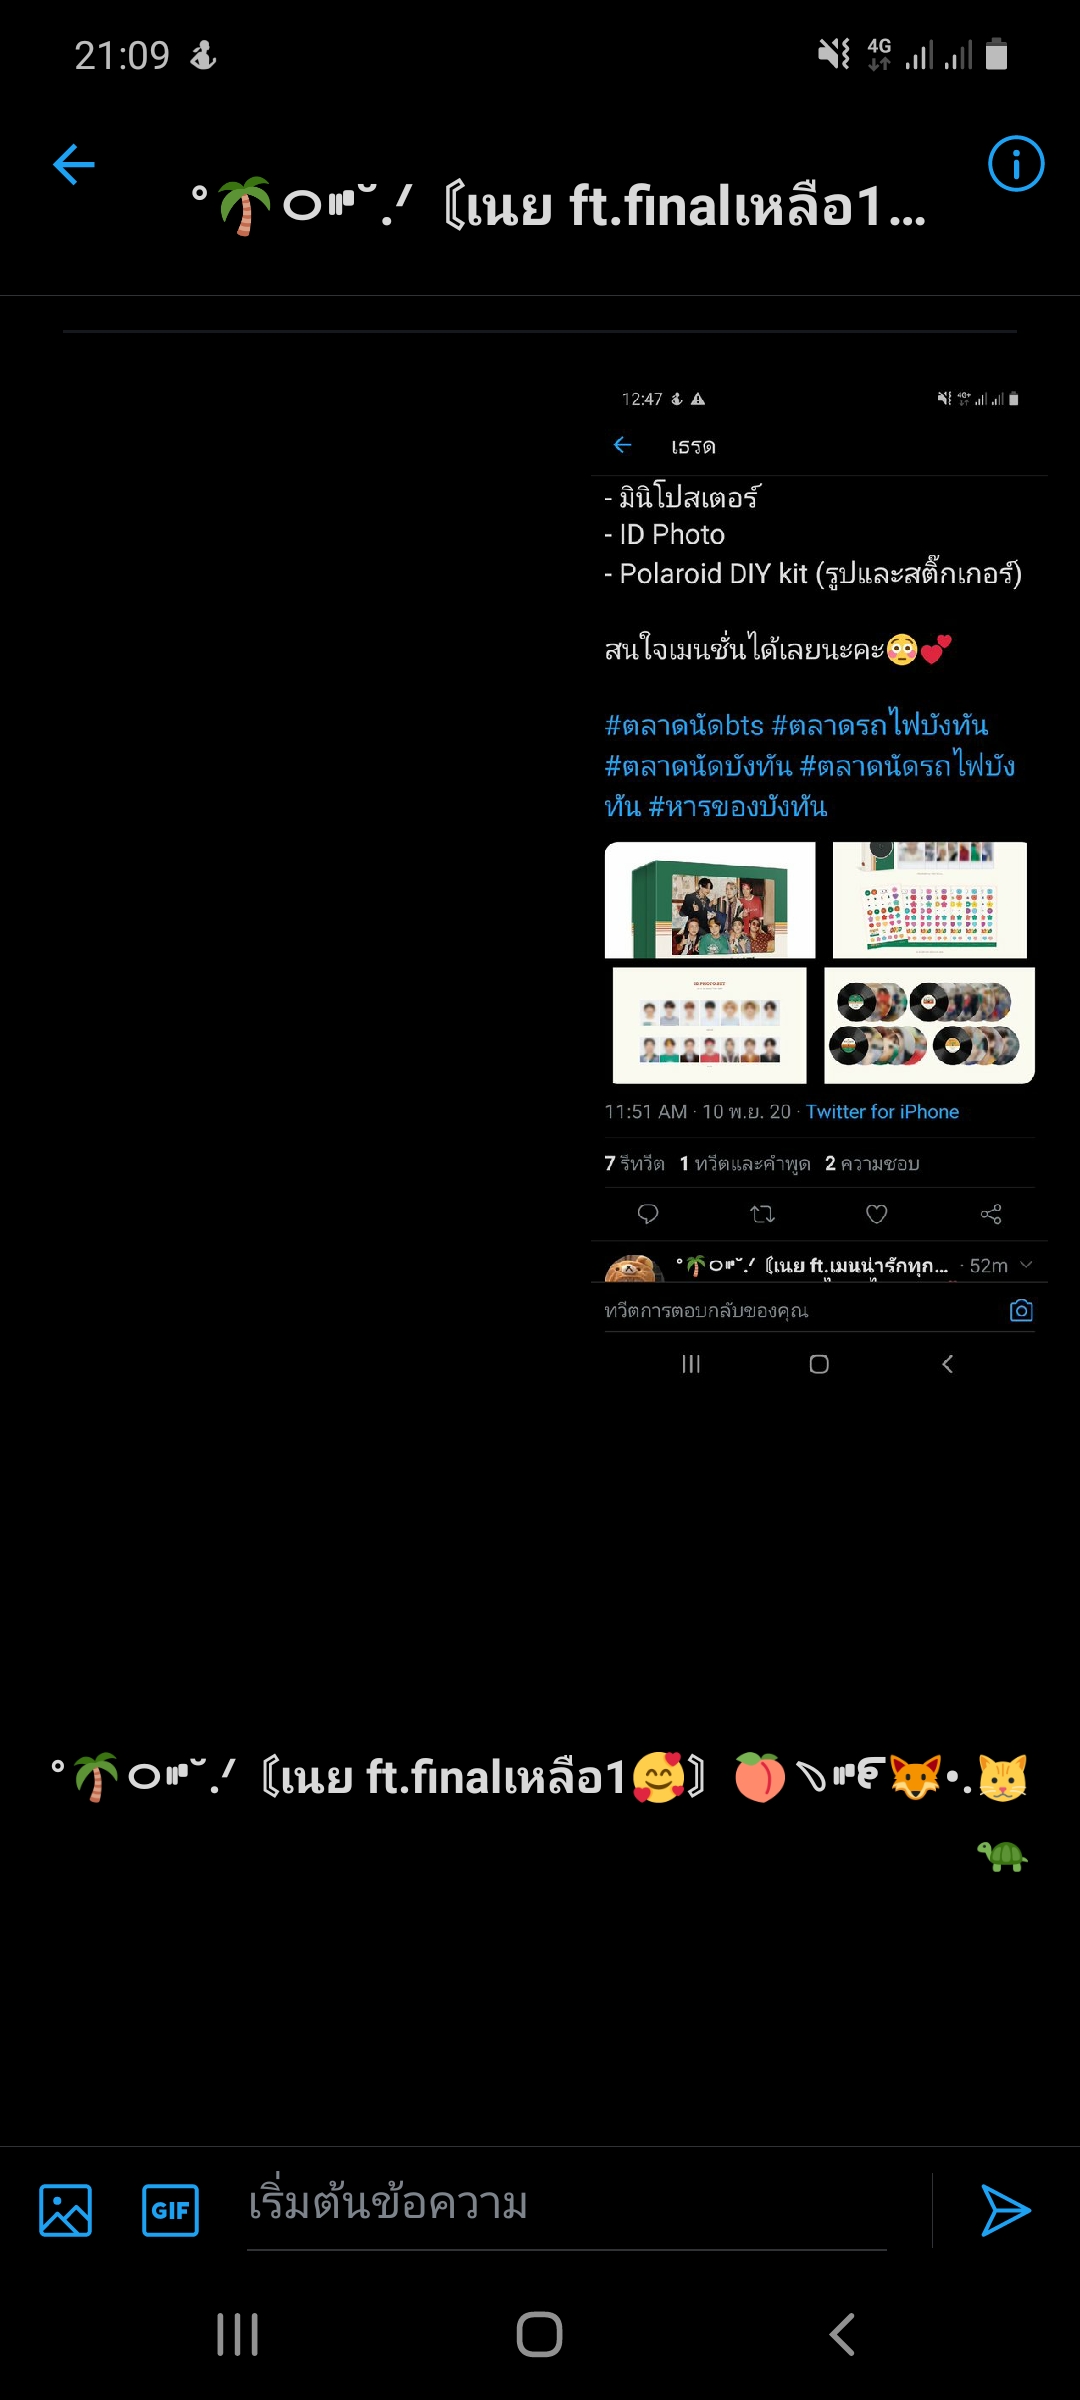 21:09
4G
°🌴ㅇ⑈˘.ᐟ〘เนย ft.finalเหลือ1...
12:47
4G+
เธรด
- มินิโปสเตอร์
- ID Photo
- Polaroid DIY kit (รูปและสติ๊กเกอร์)
สนใจเมนชั่นได้เลยนะคะ😳💕
#ตลาดนัดbts #ตลาดรถไฟบังทัน
#ตลาดนัดบังทัน #ตลาดนัดรถไฟบัง
ทัน #หารของบังทัน
11:51 AM · 10 พ.ย. 20 · Twitter for iPhone
7 รีทวีต 1 ทวีตและคำพูด 2 ความชอบ
°🌴ㅇ⑈˘.ᐟ〘เนย ft.เมนน่ารักทุก... · 52m
ทวีตการตอบกลับของคุณ
°🌴ㅇ⑈˘.ᐟ〘เนย ft.finalเหลือ1🥰〙🍑 🦊•.🐱
🐢
GIF
เริ่มต้นข้อความ